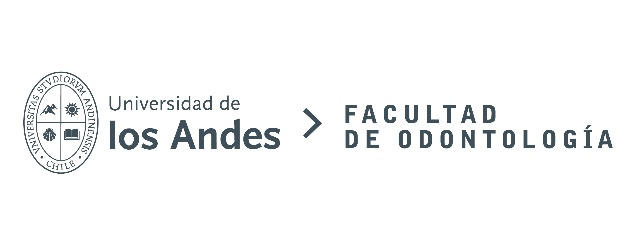 UNIVERSITAS STVDIORVM ANDINENSIS
· CHILE ·
Universidad de
los Andes
>
FACULTAD
DE ODONTOLOGÍA